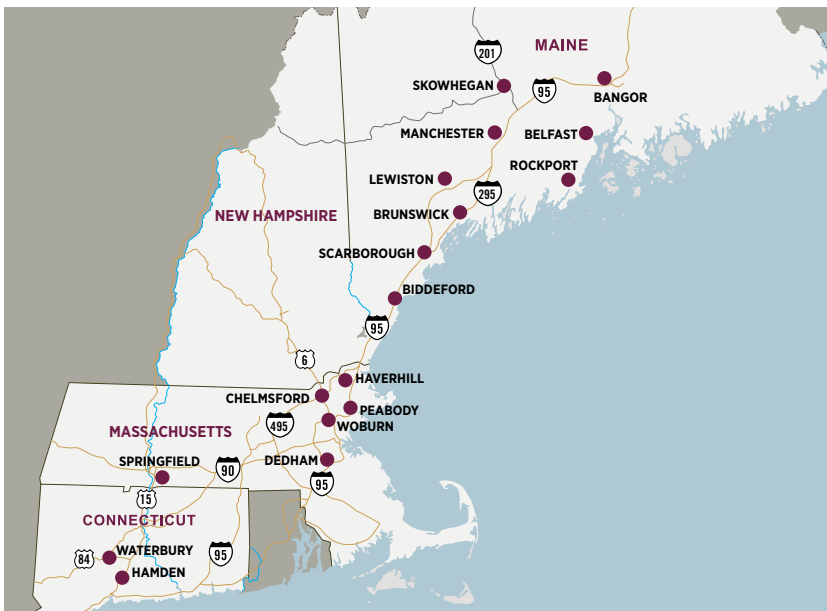 201
MAINE
SKOWHEGAN
95
BANGOR
MANCHESTER
BELFAST
ROCKPORT
LEWISTON
295
NEW HAMPSHIRE
BRUNSWICK
SCARBOROUGH
BIDDEFORD
95
6
HAVERHILL
CHELMSFORD
PEABODY
WOBURN
495
MASSACHUSETTS
DEDHAM
SPRINGFIELD
90
95
15
CONNECTICUT
WATERBURY
84
95
HAMDEN